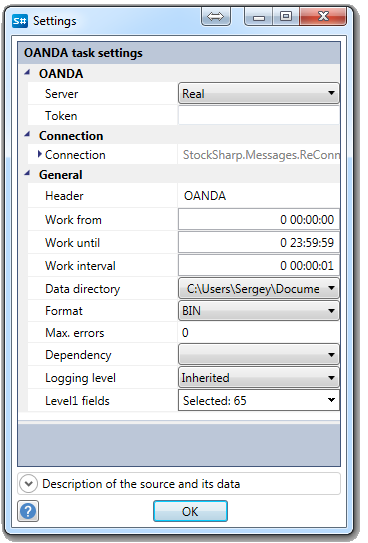 S# Settings
OANDA task settings
OANDA
Server Real
Token
Connection
Connection StockSharp.Messages.ReConn
General
Header OANDA
Work from 0 00:00:00
Work until 0 23:59:59
Work interval 0 00:00:01
Data directory C:\Users\Sergey\Docume
Format BIN
Max. errors 0
Dependency
Logging level Inherited
Level1 fields Selected: 65
Description of the source and its data
? OK